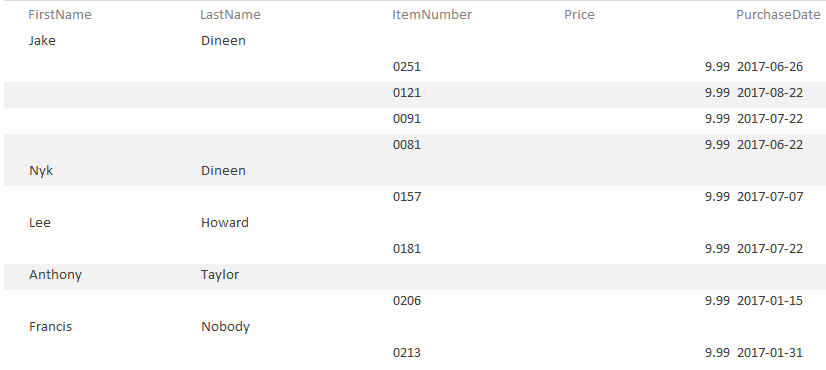 FirstName LastName ItemNumber Price PurchaseDate
Jake Dineen
0251 9.99 2017-06-26
0121 9.99 2017-08-22
0091 9.99 2017-07-22
0081 9.99 2017-06-22
Nyk Dineen
0157 9.99 2017-07-07
Lee Howard
0181 9.99 2017-07-22
Anthony Taylor
0206 9.99 2017-01-15
Francis Nobody
0213 9.99 2017-01-31